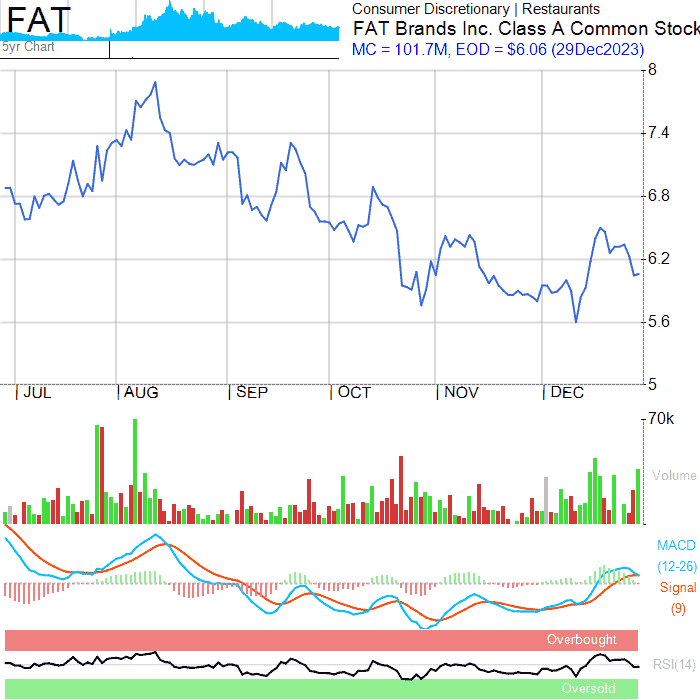 FAT
5yr Chart
Consumer Discretionary | Restaurants
FAT Brands Inc. Class A Common Stock
MC = 101.7M, EOD = $6.06 (29Dec2023)
8
7.4
6.8
6.2
5.6
5
JUL
AUG
SEP
OCT
NOV
DEC
70k
Volume
MACD
(12-26)
Signal
(9)
Overbought
RSI(14)
Oversold